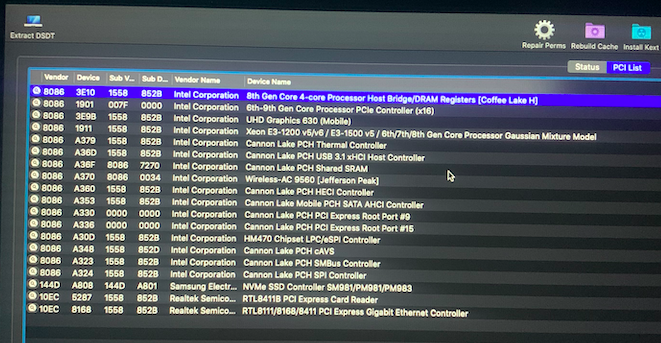 Extract DSDT
Repair Perms Rebuild Cache Install Kext
Status PCI List
Vendor Device Sub V... Sub D... Vendor Name Device Name
8086 3E10 1558 852B Intel Corporation 8th Gen Core 4-core Processor Host Bridge/DRAM Registers [Coffee Lake H]
8086 1901 007F 0000 Intel Corporation 6th-9th Gen Core Processor PCIe Controller (x16)
8086 3E9B 1558 852B Intel Corporation UHD Graphics 630 (Mobile)
8086 1911 1558 852B Intel Corporation Xeon E3-1200 v5/v6 / E3-1500 v5 / 6th/7th/8th Gen Core Processor Gaussian Mixture Model
8086 A379 1558 852B Intel Corporation Cannon Lake PCH Thermal Controller
8086 A36D 1558 852B Intel Corporation Cannon Lake PCH USB 3.1 xHCI Host Controller
8086 A36F 8086 7270 Intel Corporation Cannon Lake PCH Shared SRAM
8086 A370 8086 0034 Intel Corporation Wireless-AC 9560 [Jefferson Peak]
8086 A360 1558 852B Intel Corporation Cannon Lake PCH HECI Controller
8086 A353 1558 852B Intel Corporation Cannon Lake Mobile PCH SATA AHCI Controller
8086 A330 0000 0000 Intel Corporation Cannon Lake PCH PCI Express Root Port #9
8086 A336 0000 0000 Intel Corporation Cannon Lake PCH PCI Express Root Port #15
8086 A30D 1558 852B Intel Corporation HM470 Chipset LPC/eSPI Controller
8086 A348 1558 852D Intel Corporation Cannon Lake PCH cAVS
8086 A323 1558 852B Intel Corporation Cannon Lake PCH SMBus Controller
8086 A324 1558 852B Intel Corporation Cannon Lake PCH SPI Controller
144D A808 144D A801 Samsung Electr... NVMe SSD Controller SM981/PM981/PM983
10EC 5287 1558 852B Realtek Semico... RTL8411B PCI Express Card Reader
10EC 8168 1558 852B Realtek Semico... RTL8111/8168/8411 PCI Express Gigabit Ethernet Controller